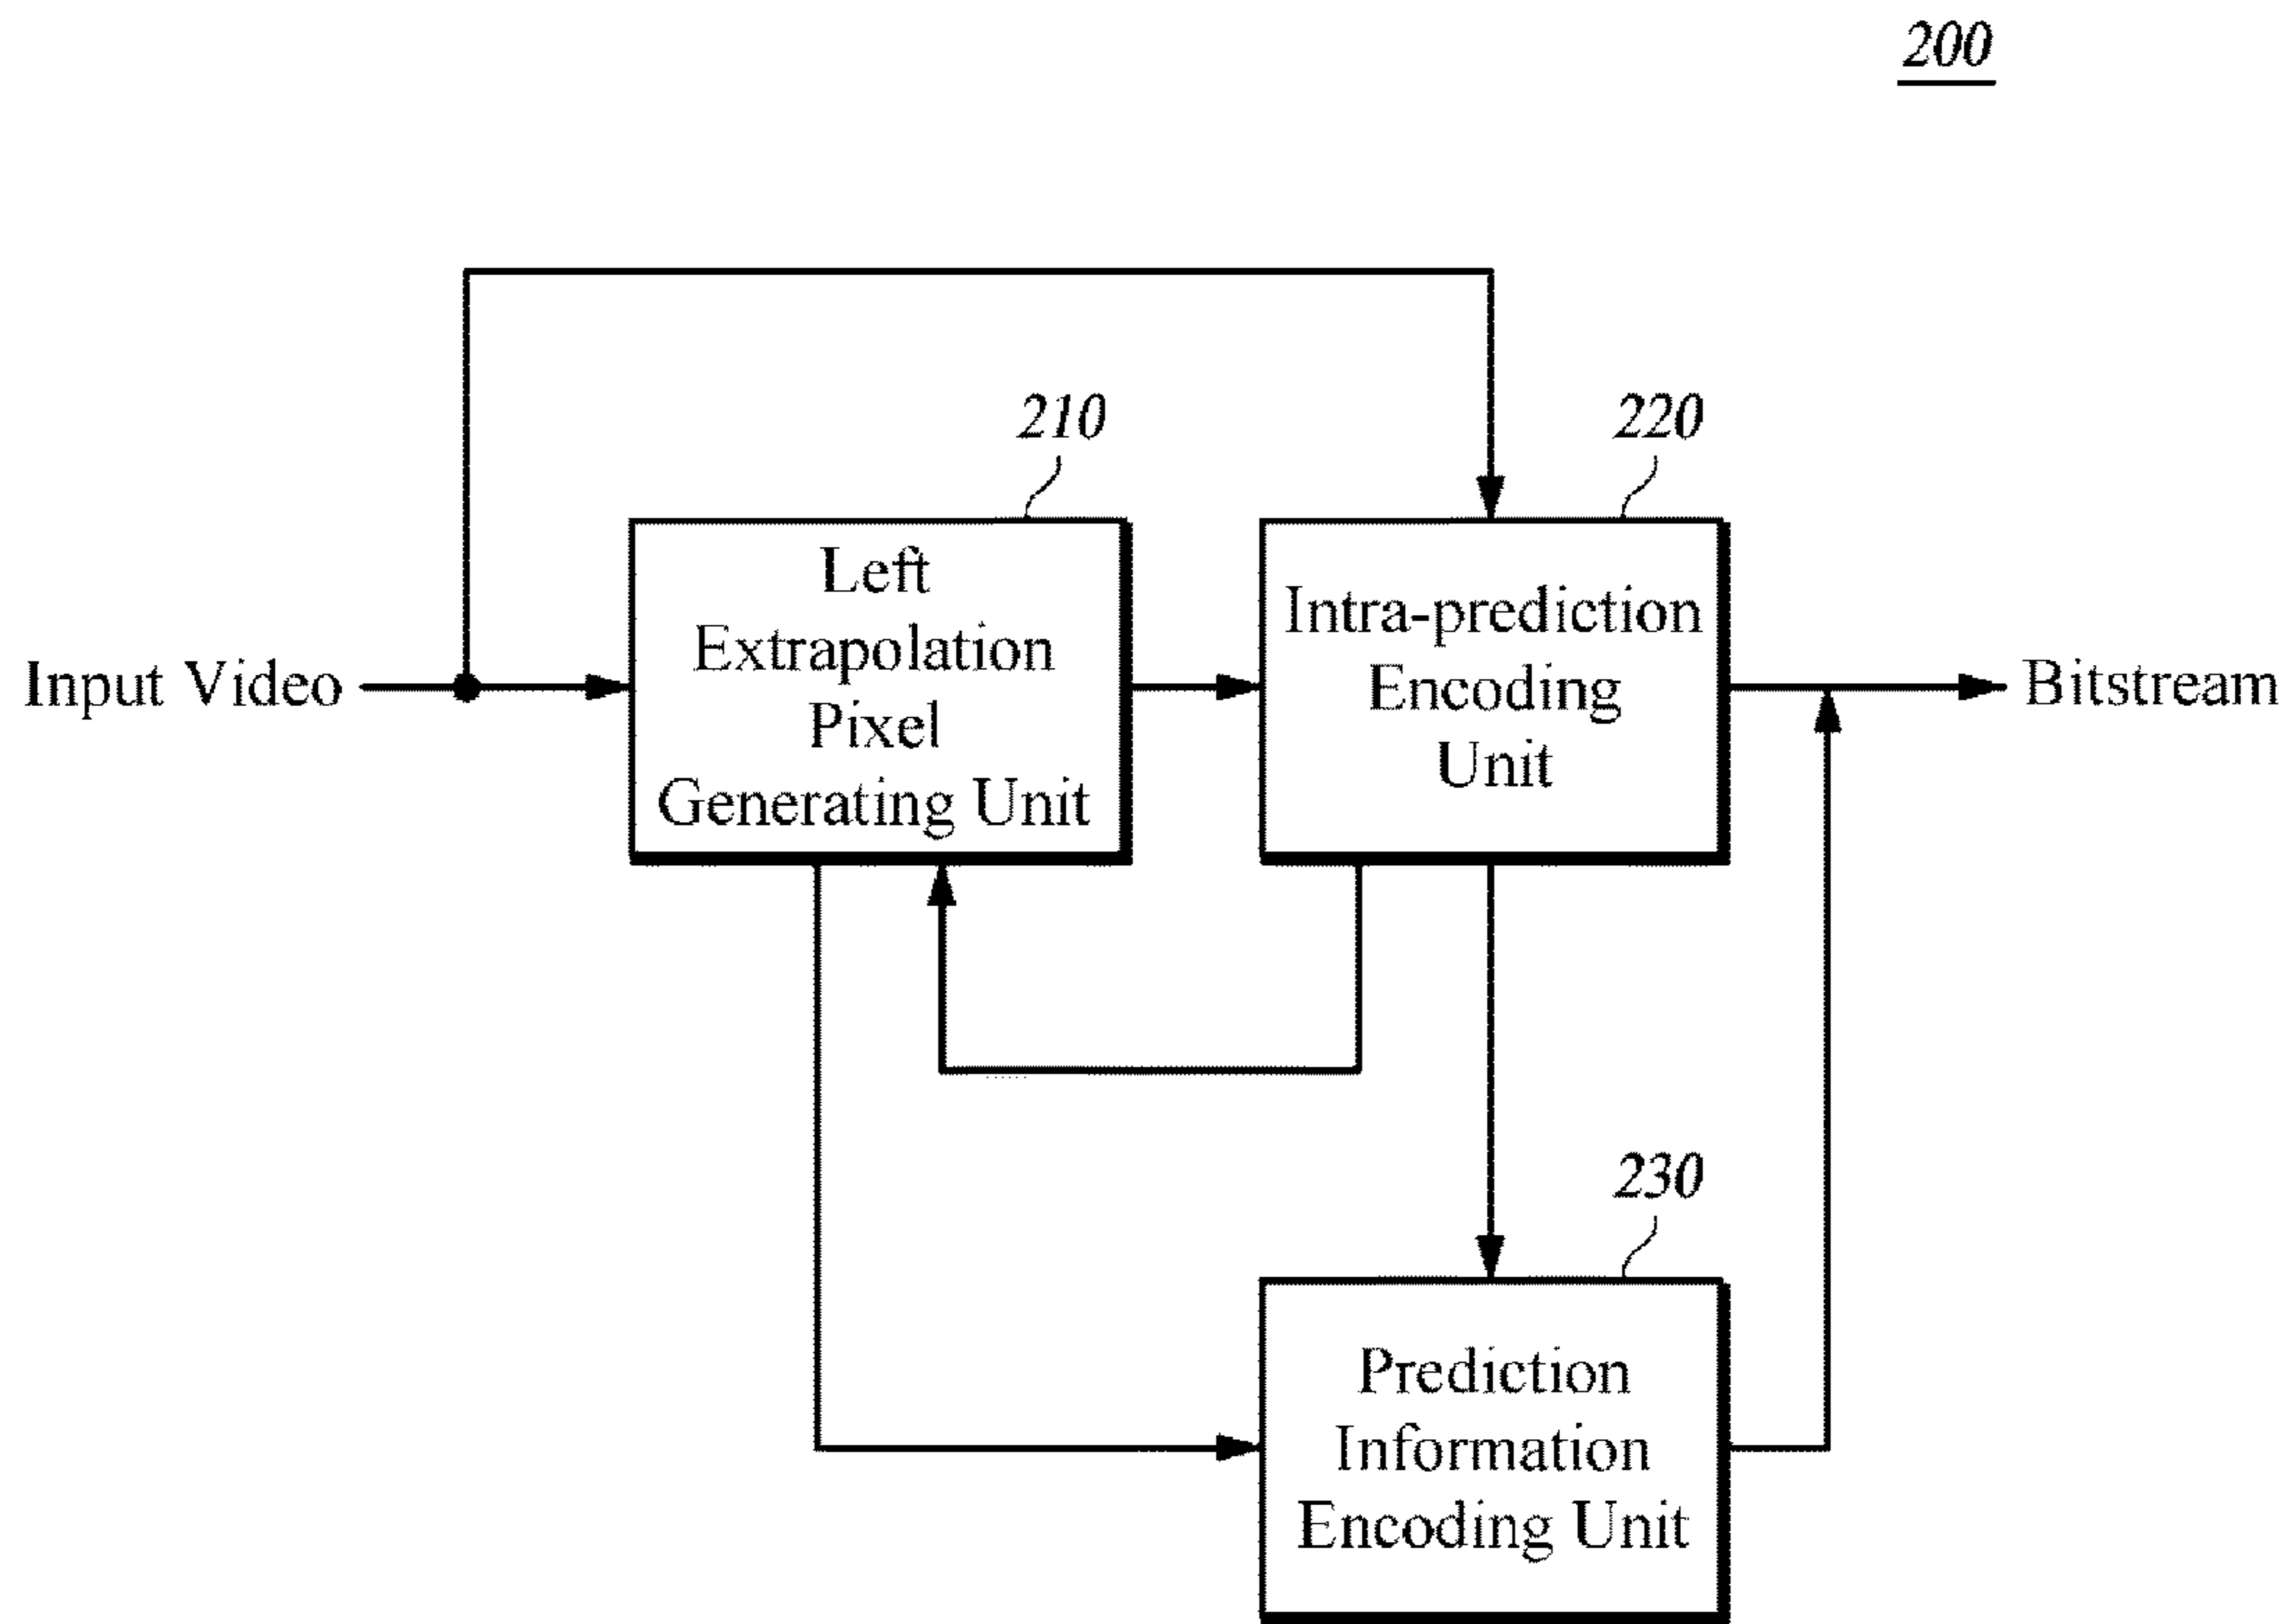 200
210
220
Left
Extrapolation
Pixel
Generating Unit
Intra-prediction
Encoding
Unit
Input Video
Bitstream
230
Prediction
Information
Encoding Unit